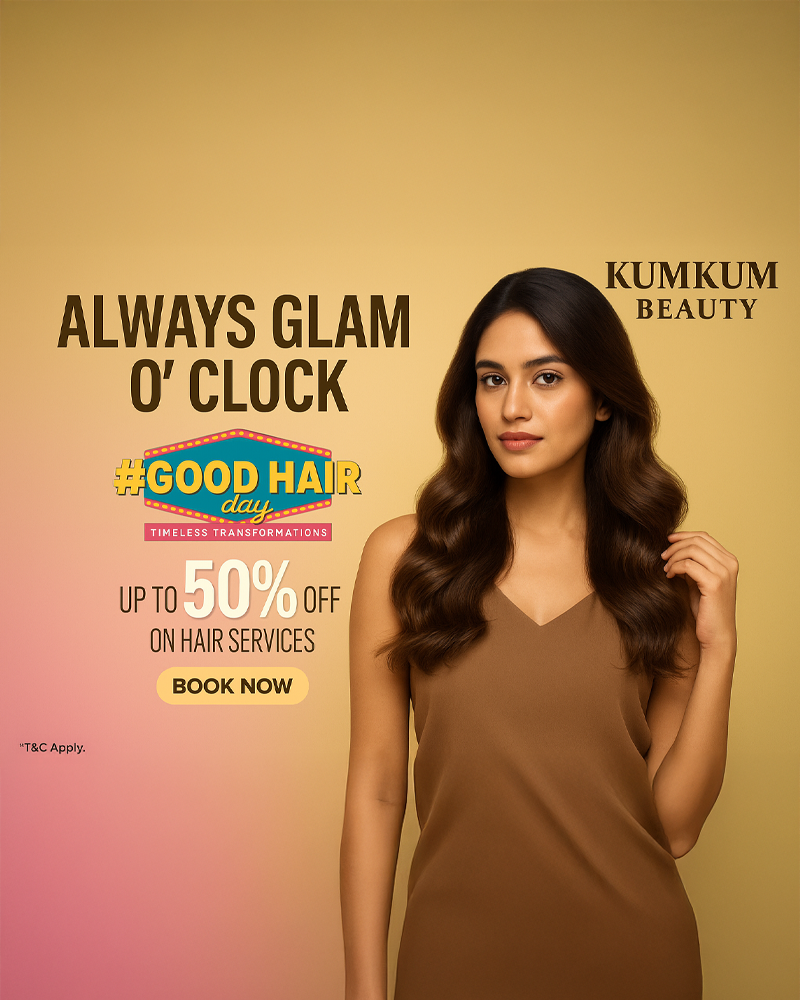 KUMKUM
BEAUTY
ALWAYS GLAM
O' CLOCK
#GOOD HAIR
day
TIMELESS TRANSFORMATIONS
UP TO 50% OFF
ON HAIR SERVICES
BOOK NOW
"T&C Apply.